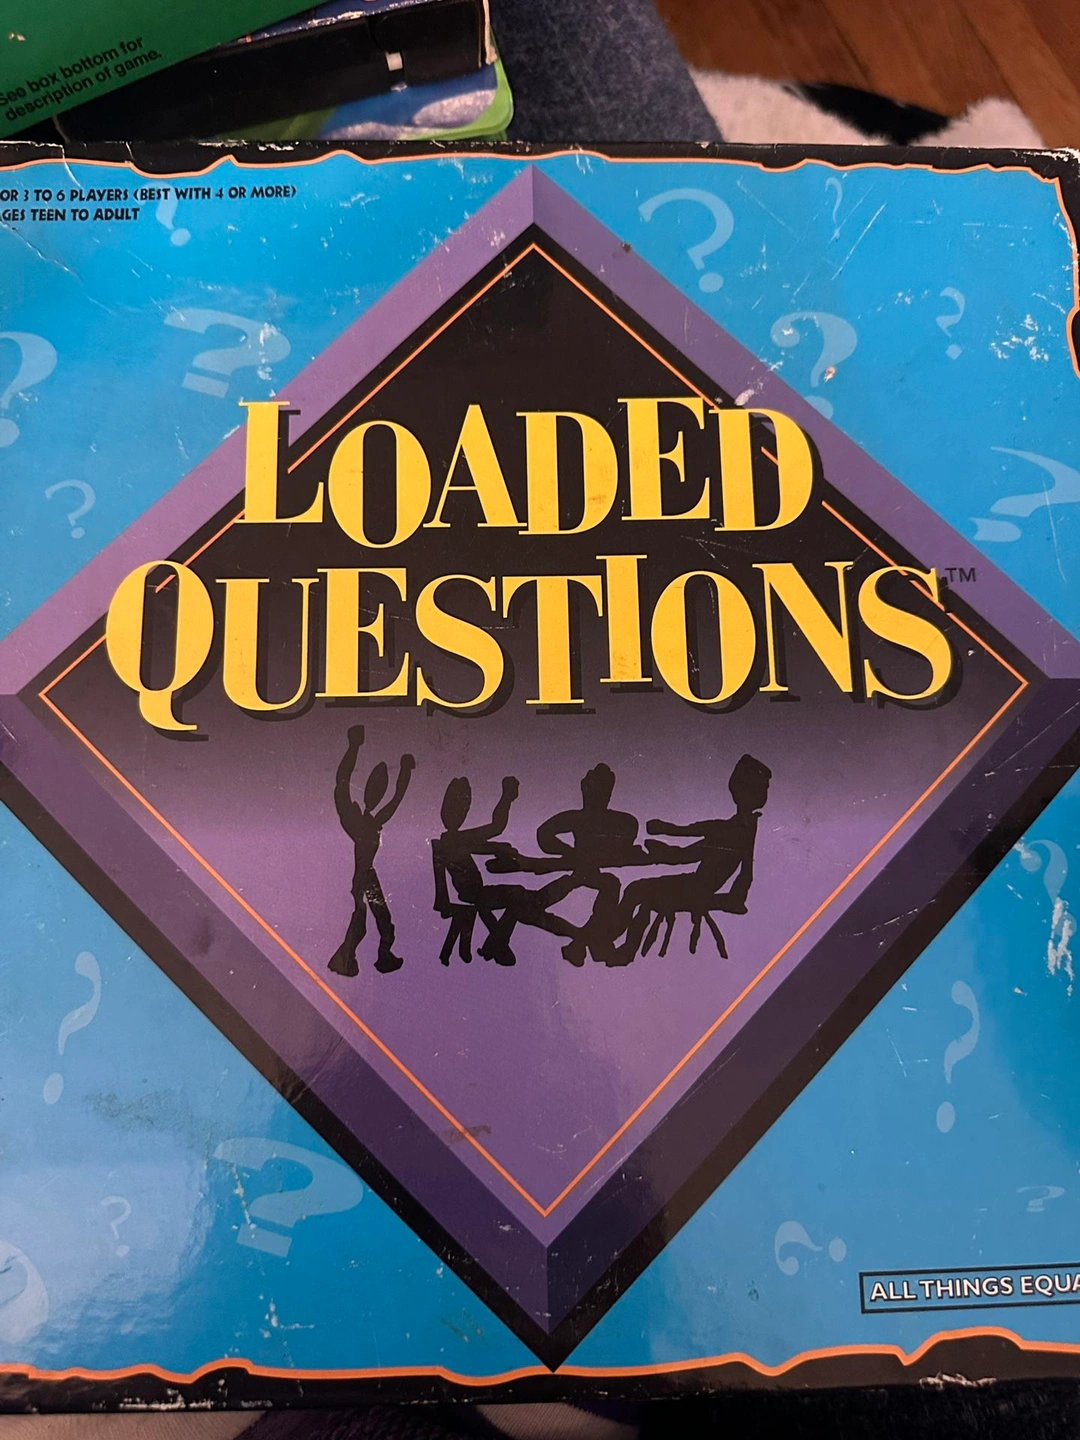 See box bottom for
description of game.
OR 3 TO 6 PLAYERS (BEST WITH 4 OR MORE)
GES TEEN TO ADULT
LOADED
QUESTIONS™
ALL THINGS EQUA